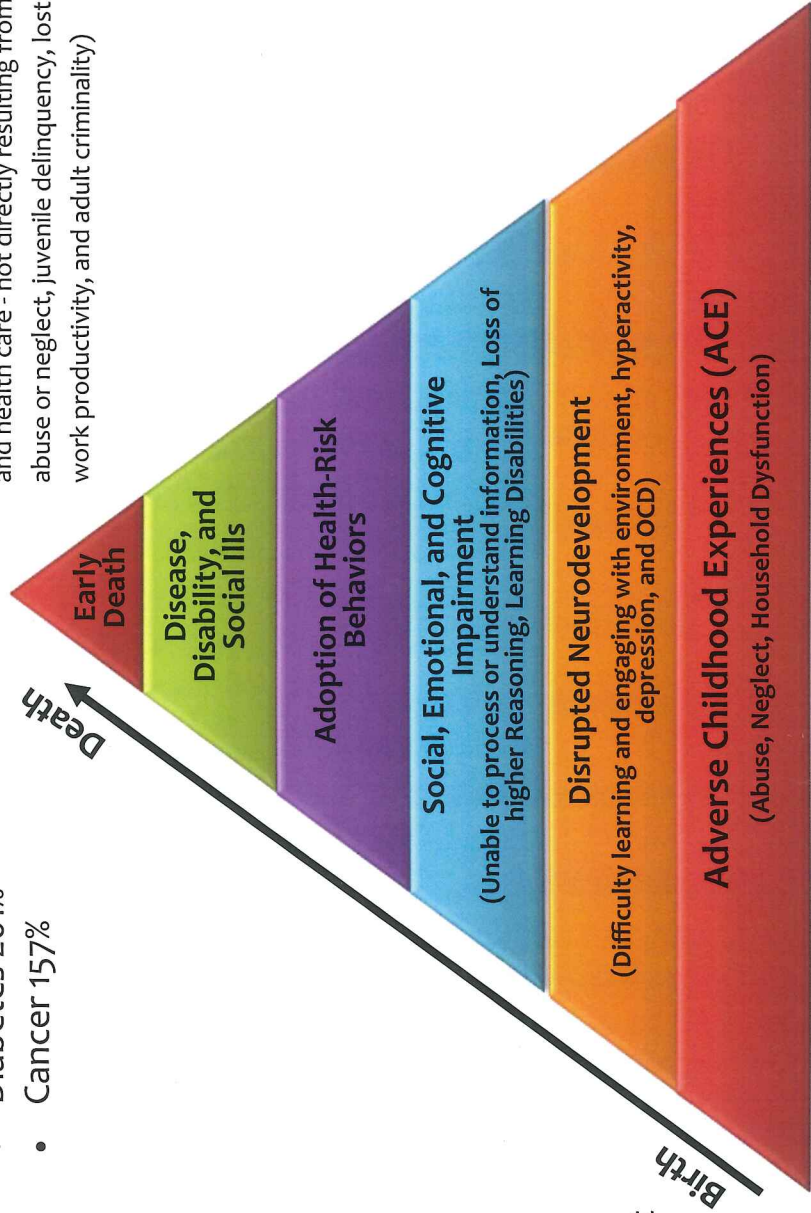 and health care - not directly resulting from
abuse or neglect, juvenile delinquency, lost
work productivity, and adult criminality)
• Cancer 157%
Death
Early
Death
Disease,
Disability, and
Social Ills
Adoption of Health-Risk
Behaviors
Social, Emotional, and Cognitive
Impairment
(Unable to process or understand information, Loss of
higher Reasoning, Learning Disabilities)
Disrupted Neurodevelopment
(Difficulty learning and engaging with environment, hyperactivity,
depression, and OCD)
Adverse Childhood Experiences (ACE)
(Abuse, Neglect, Household Dysfunction)
Birth